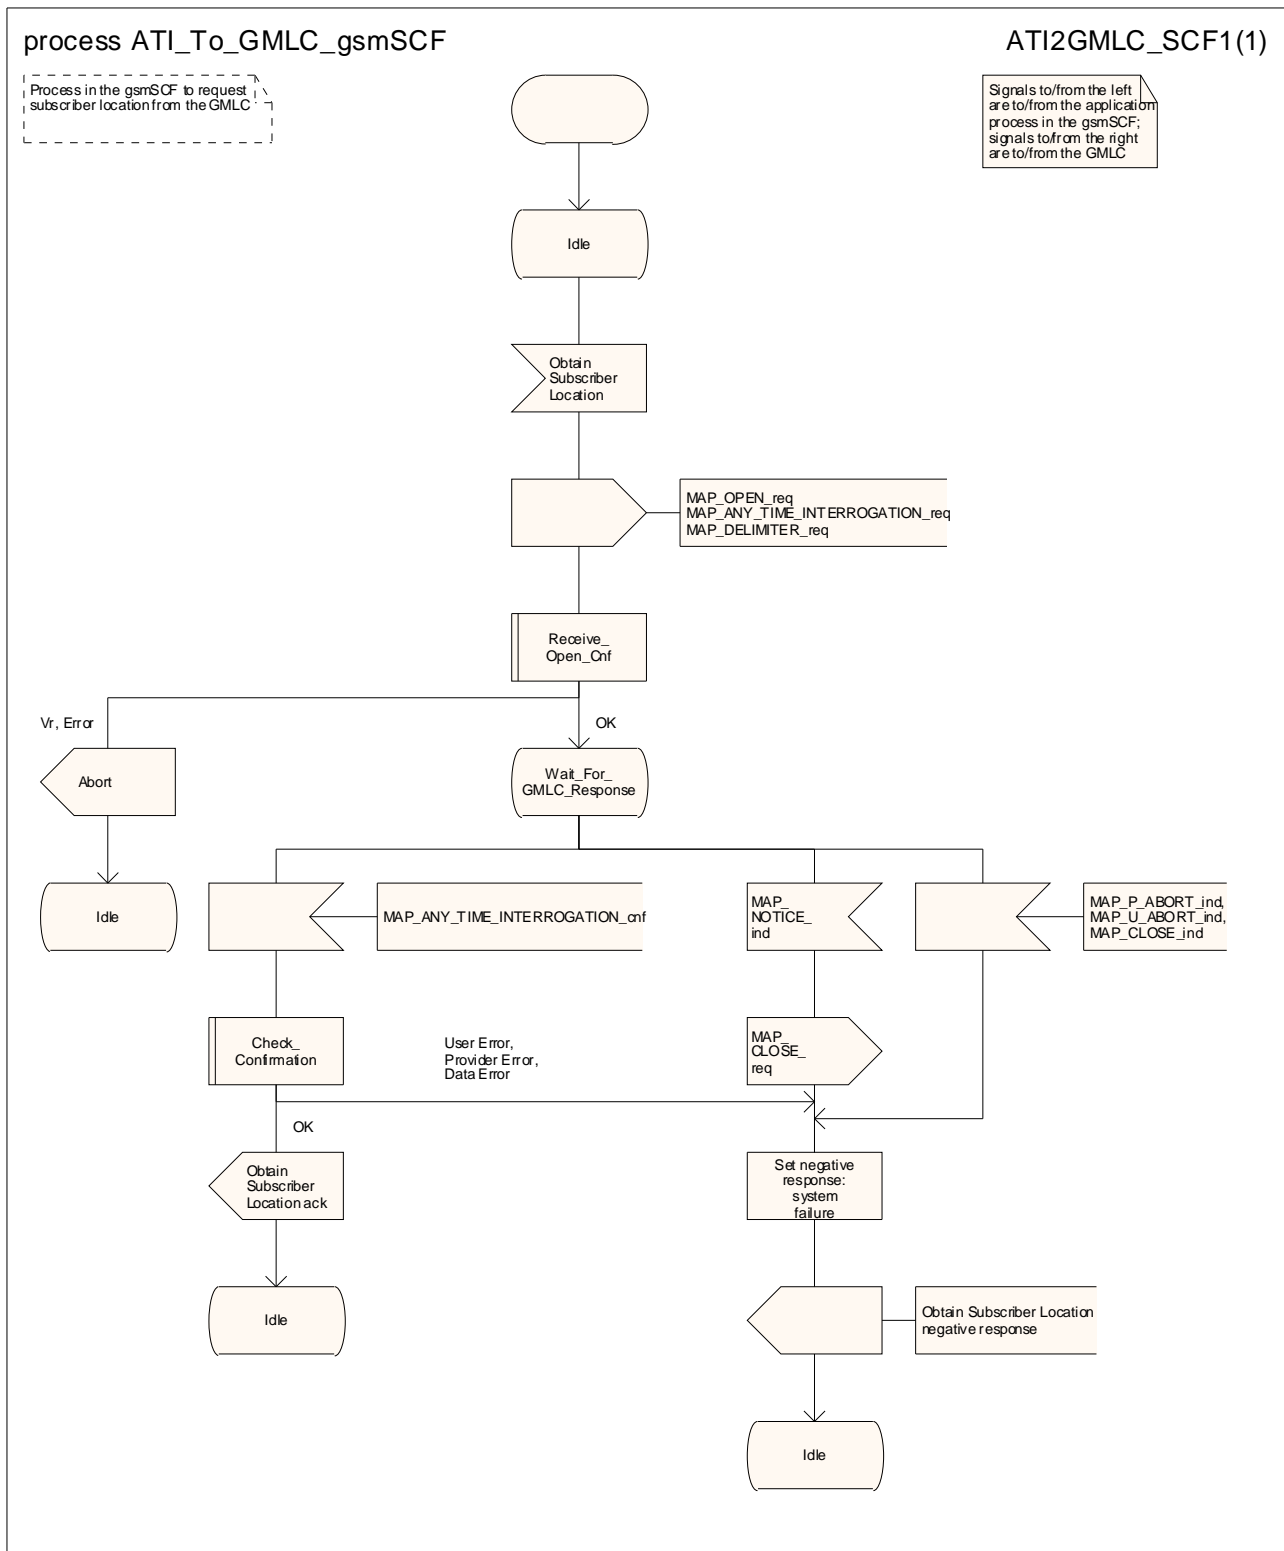 process ATI_To_GMLC_gsmSCF
ATI2GMLC_SCF1(1)
Process in the gsmSCF to request
subscriber location from the GMLC
Signals to/from the left
are to/from the application
process in the gsmSCF;
signals to/from the right
are to/from the GMLC
Idle
Obtain
Subscriber
Location
MAP_OPEN_req
MAP_ANY_TIME_INTERROGATION_req
MAP_DELIMITER_req
Receive_
Open_Cnf
Vr, Error
OK
Abort
Wait_For_
GMLC_Response
Idle
MAP_ANY_TIME_INTERROGATION_cnf
MAP_
NOTICE_
ind
MAP_P_ABORT_ind,
MAP_U_ABORT_ind,
MAP_CLOSE_ind
Check_
Confirmation
User Error,
Provider Error,
Data Error
MAP_
CLOSE_
req
OK
Obtain
Subscriber
Location ack
Set negative
response:
system
failure
Idle
Obtain Subscriber Location
negative response
Idle